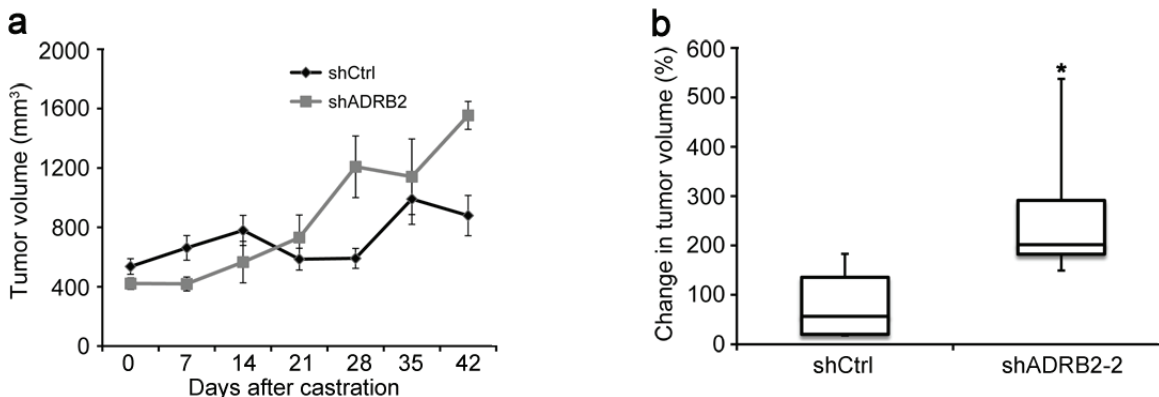 a
2000
1600
1200
800
400
0
Tumor volume (mm³)
shCtrl
shADRB2
0 7 14 21 28 35 42
Days after castration
b
600
500
400
300
200
100
0
Change in tumor volume (%)
*
shCtrl shADRB2-2